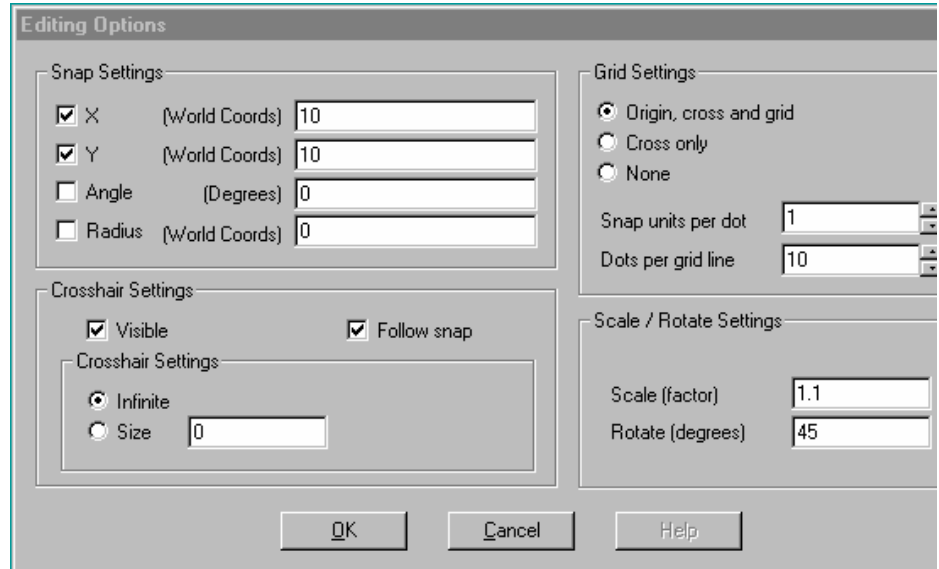 Editing Options
Snap Settings
X (World Coords) 10
Y (World Coords) 10
Angle (Degrees) 0
Radius (World Coords) 0
Crosshair Settings
Visible Follow snap
Crosshair Settings
Infinite
Size 0
Grid Settings
Origin, cross and grid
Cross only
None
Snap units per dot 1
Dots per grid line 10
Scale / Rotate Settings
Scale (factor) 1.1
Rotate (degrees) 45
OK Cancel Help